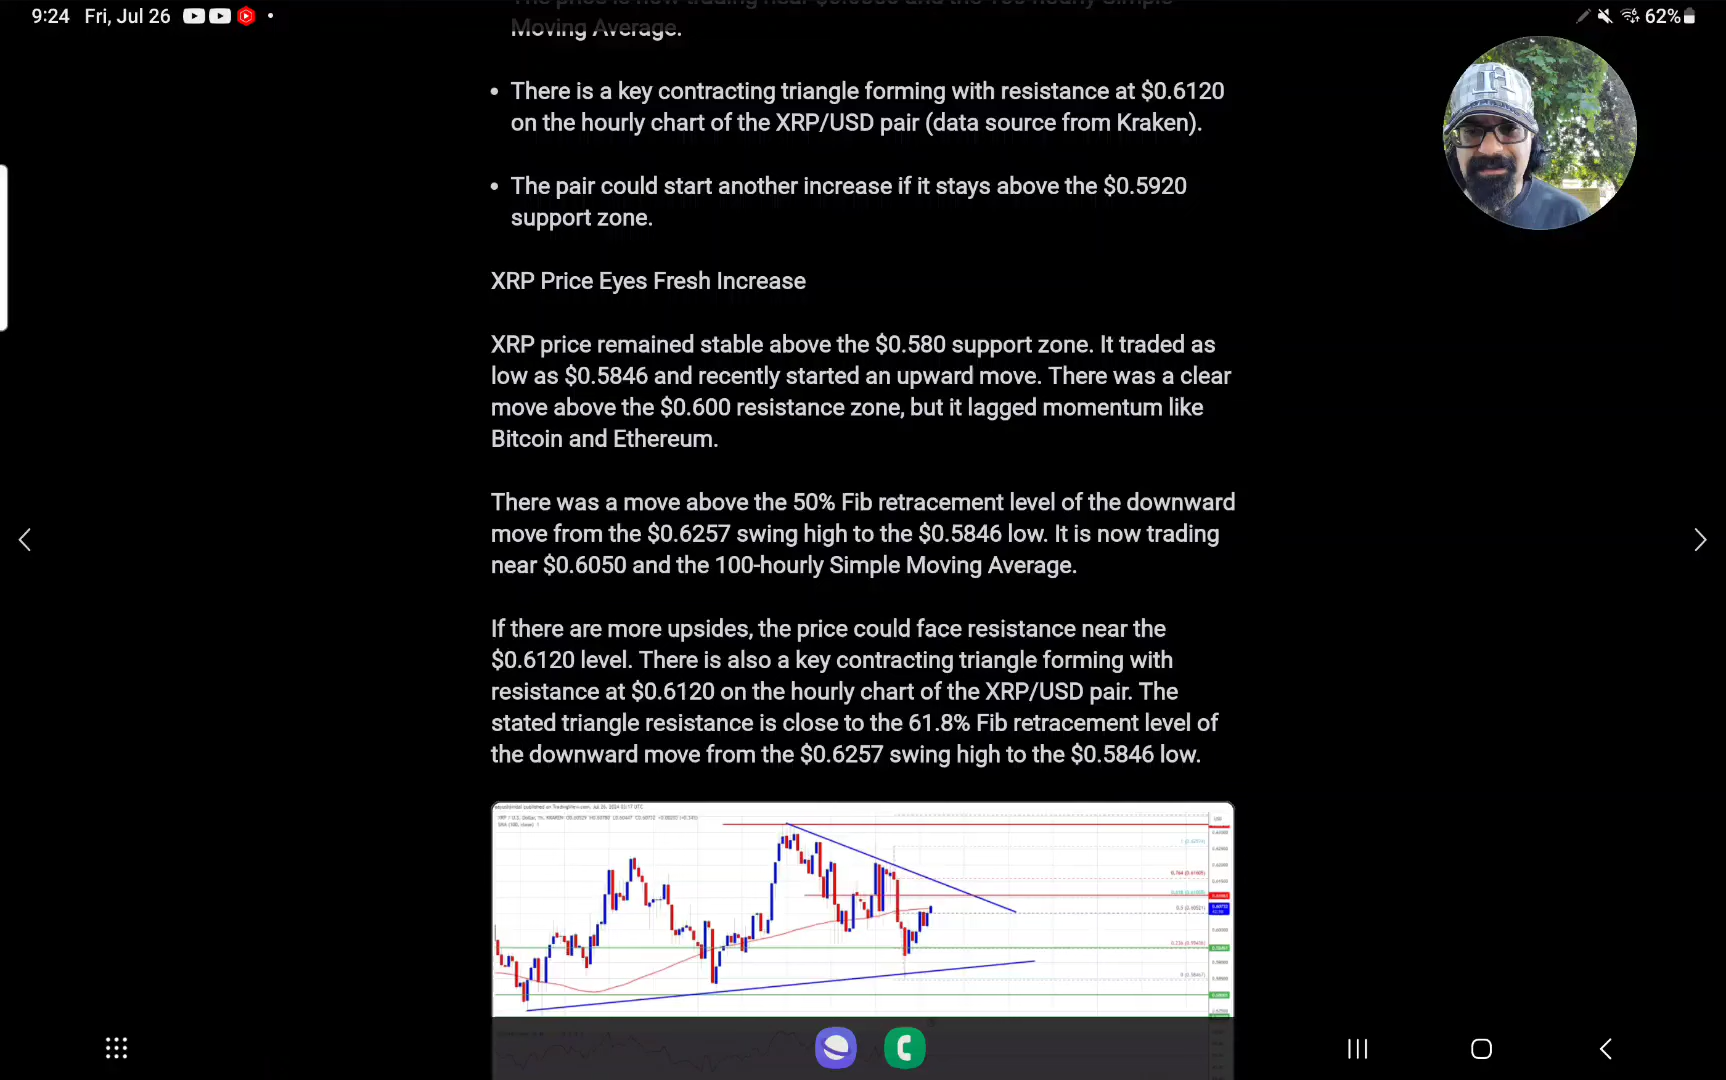 9:24 Fri, Jul 26
62%
Moving Average.
• There is a key contracting triangle forming with resistance at $0.6120
on the hourly chart of the XRP/USD pair (data source from Kraken).
• The pair could start another increase if it stays above the $0.5920
support zone.
XRP Price Eyes Fresh Increase
XRP price remained stable above the $0.580 support zone. It traded as
low as $0.5846 and recently started an upward move. There was a clear
move above the $0.600 resistance zone, but it lagged momentum like
Bitcoin and Ethereum.
There was a move above the 50% Fib retracement level of the downward
move from the $0.6257 swing high to the $0.5846 low. It is now trading
near $0.6050 and the 100-hourly Simple Moving Average.
If there are more upsides, the price could face resistance near the
$0.6120 level. There is also a key contracting triangle forming with
resistance at $0.6120 on the hourly chart of the XRP/USD pair. The
stated triangle resistance is close to the 61.8% Fib retracement level of
the downward move from the $0.6257 swing high to the $0.5846 low.